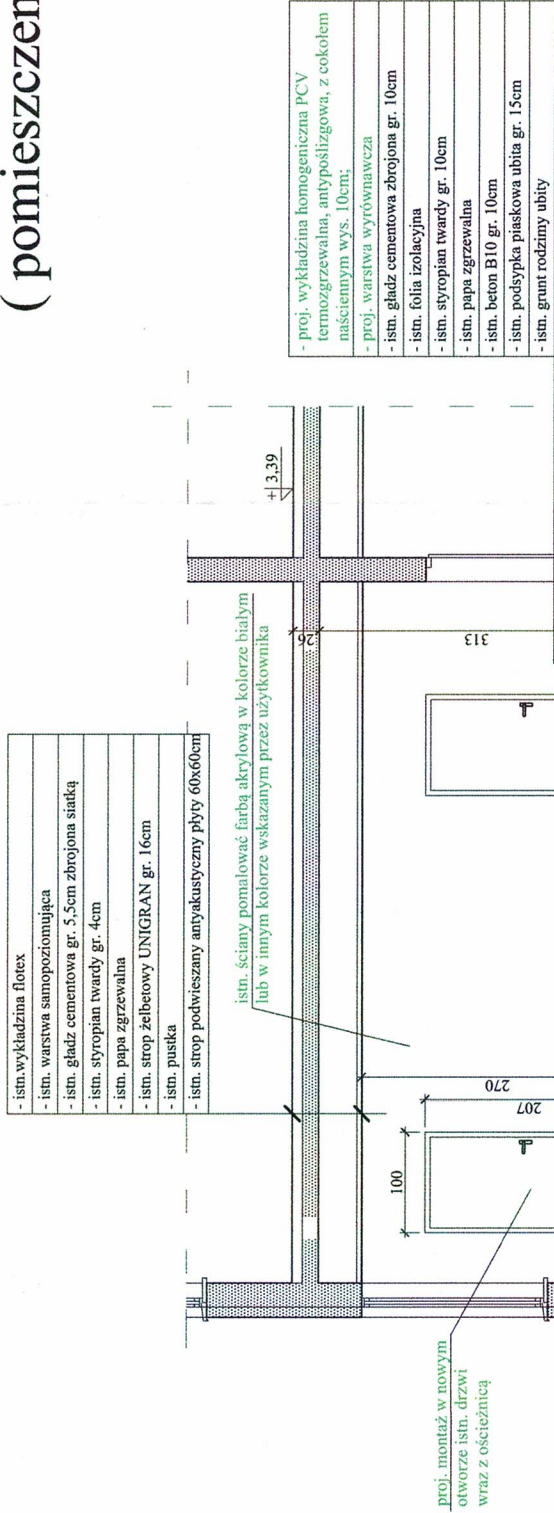 ( pomieszczen
- istn.wykładzina flotex
- istn. warstwa samopoziomująca
- istn. gładz cementowa gr. 5,5cm zbrojona siatką
- istn. styropian twardy gr. 4cm
- istn. papa zgrzewalna
- istn. strop żelbetowy UNIGRAN gr. 16cm
- istn. pustka
- istn. strop podwieszany antyakustyczny płyty 60x60cm
- proj. wykładzina homogeniczna PCV
termozgrzewalna, antypoślizgowa, z cokołem
naściennym wys. 10cm;
- proj. warstwa wyrównawcza
- istn. gładz cementowa zbrojona gr. 10cm
- istn. folia izolacyjna
- istn. styropian twardy gr. 10cm
- istn. papa zgrzewalna
- istn. beton B10 gr. 10cm
- istn. podsypka piaskowa ubita gr. 15cm
- istn. grunt rodzimy ubity
istn. ściany pomalować farbą akrylową w kolorze białym
lub w innym kolorze wskazanym przez użytkownika
+ 3,39
26
313
270
207
100
proj. montaż w nowym
otworze istn. drzwi
wraz z ościeżnicą